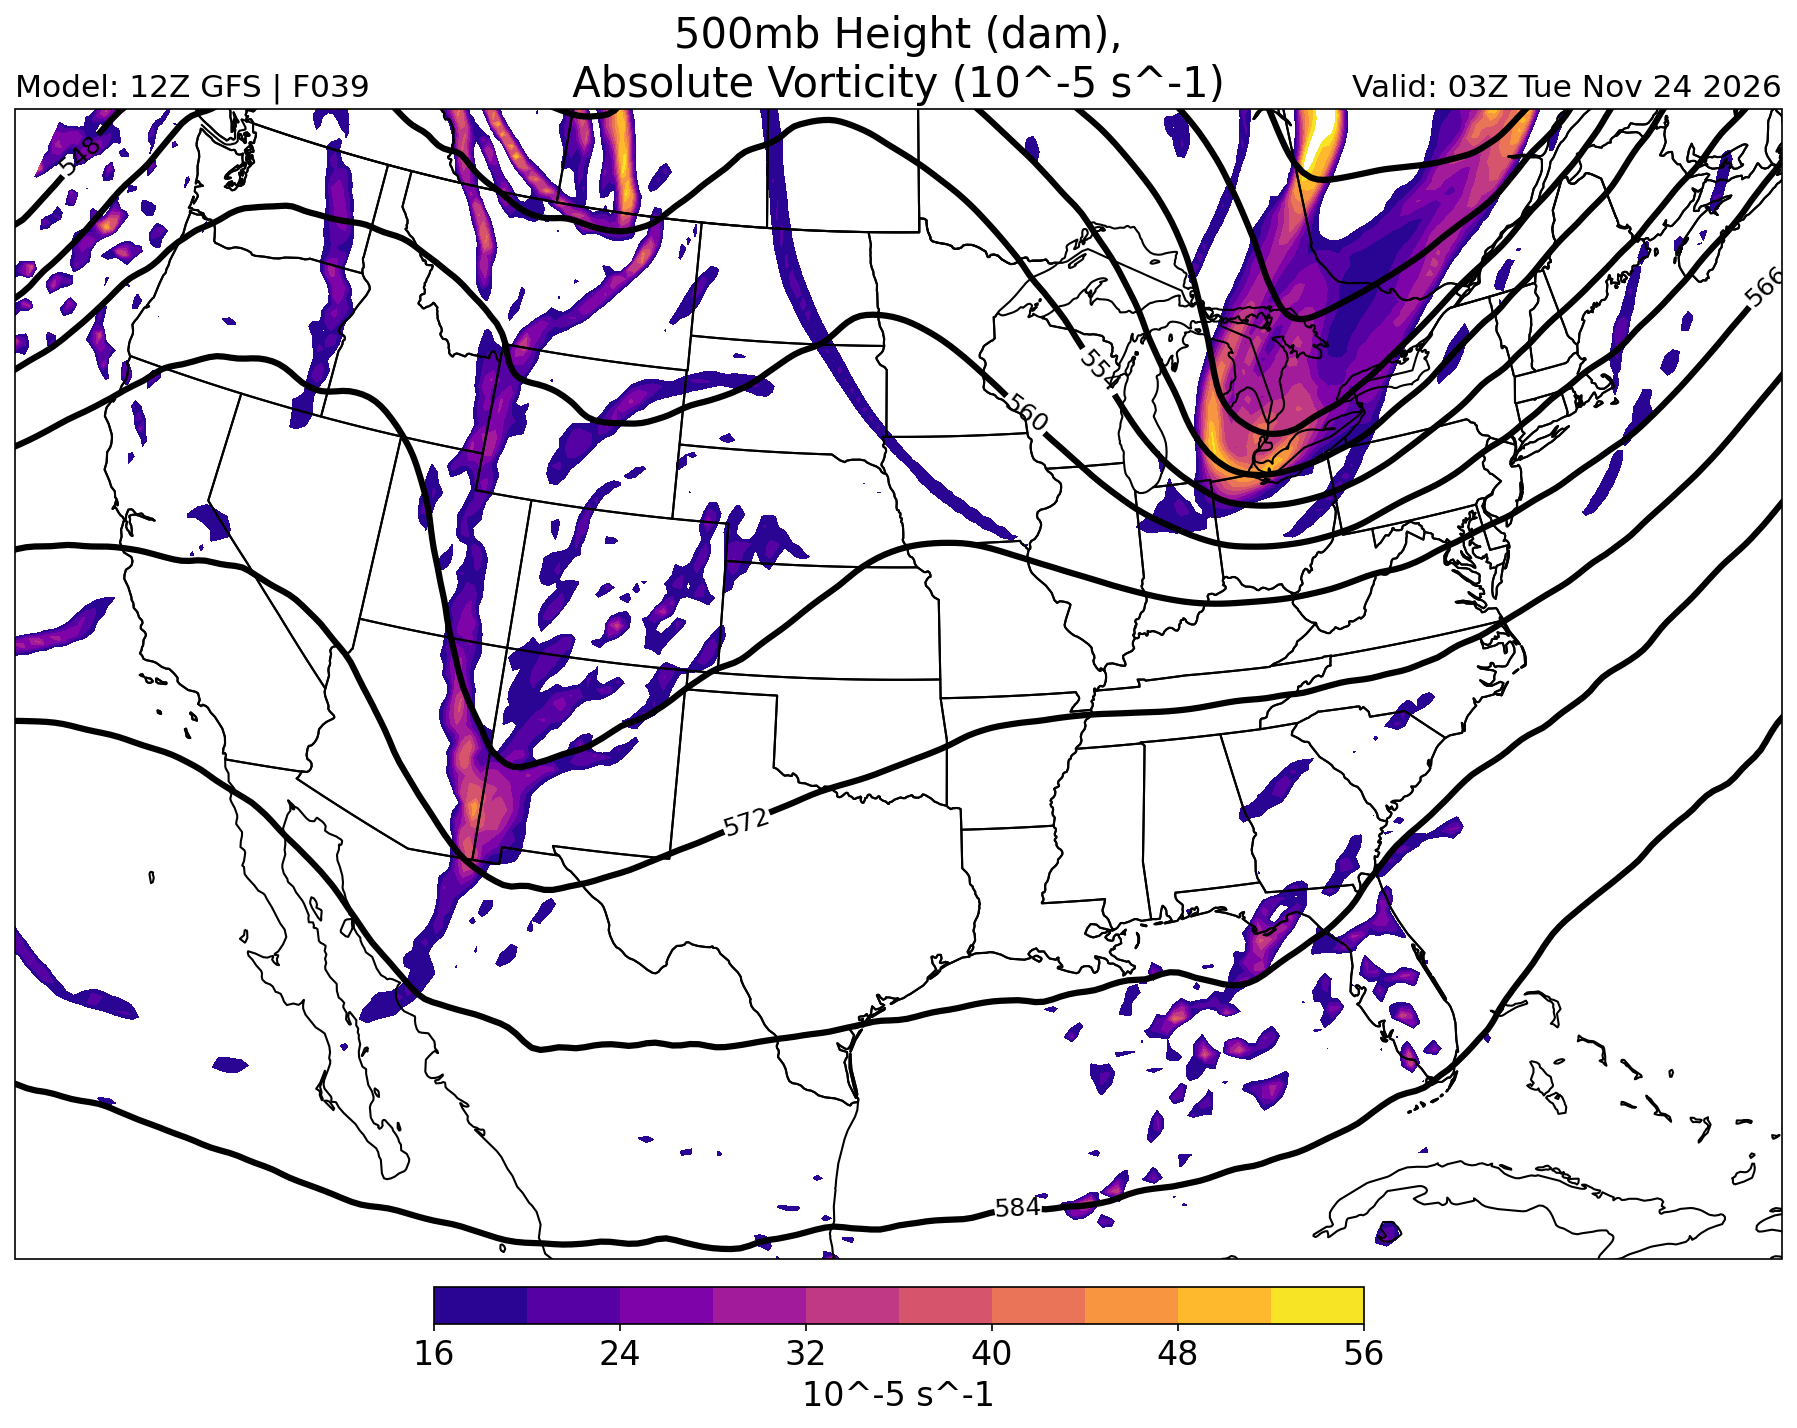 500mb Height (dam),
Absolute Vorticity (10^-5 s^-1)
Model: 12Z GFS | F039
Valid: 03Z Tue Nov 24 2026
548
566
554
560
572
584
16 24 32 40 48 56
10^-5 s^-1